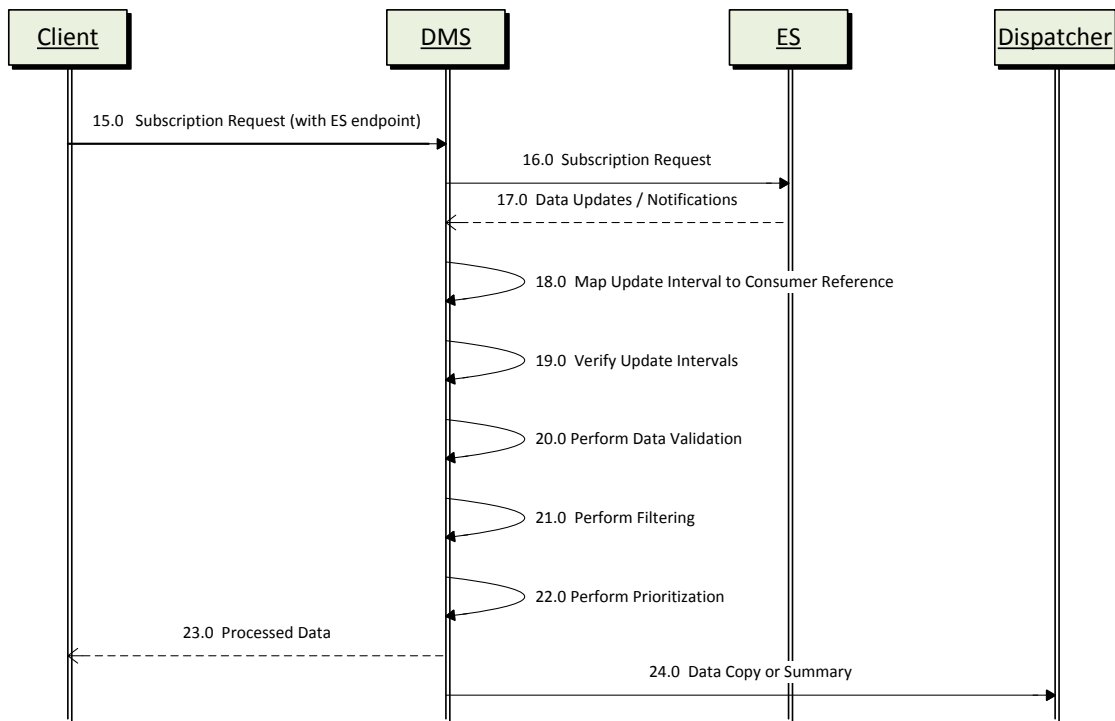 Client
DMS
ES
Dispatcher
15.0 Subscription Request (with ES endpoint)
16.0 Subscription Request
17.0 Data Updates / Notifications
18.0 Map Update Interval to Consumer Reference
19.0 Verify Update Intervals
20.0 Perform Data Validation
21.0 Perform Filtering
22.0 Perform Prioritization
23.0 Processed Data
24.0 Data Copy or Summary